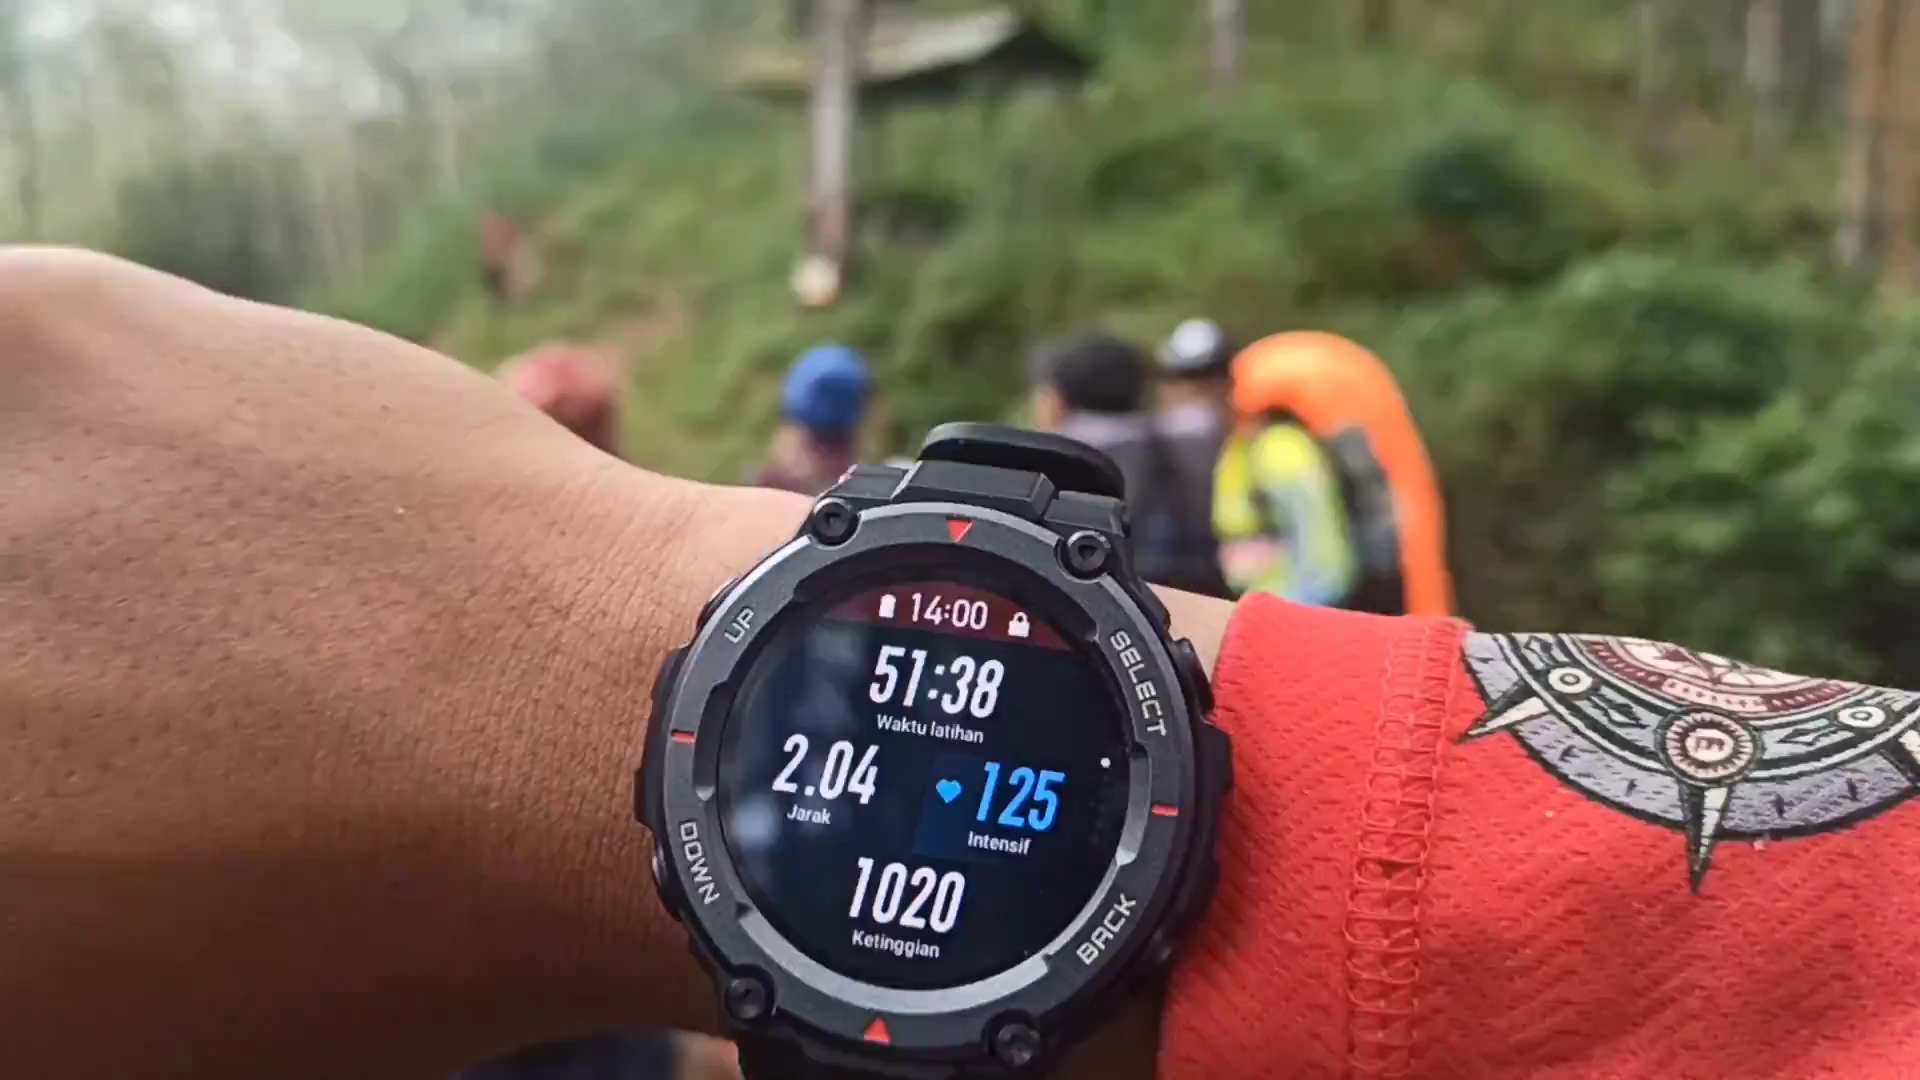 14:00
51:38
Waktu latihan
2.04
Jarak
125
Intensif
1020
Ketinggian
UP
SELECT
DOWN
BACK
E